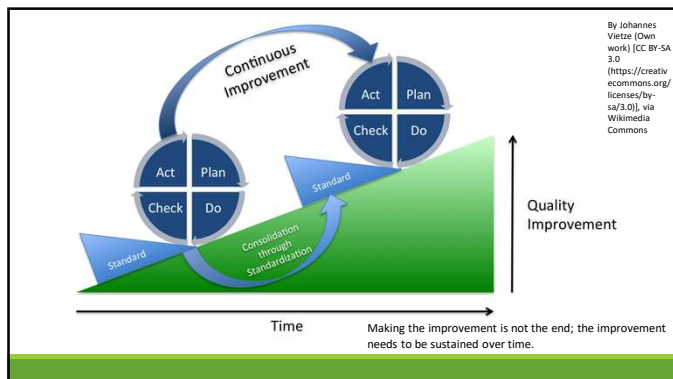 By Johannes
Vietze (Own
work) [CC BY-SA
3.0
(https://creativ
ecommons.org/
licenses/by-
sa/3.0)], via
Wikimedia
Commons
Continuous
Improvement
Act
Plan
Check
Do
Act
Plan
Check
Do
Standard
Standard
Consolidation
through
Standardization
Quality
Improvement
Time
Making the improvement is not the end; the improvement
needs to be sustained over time.